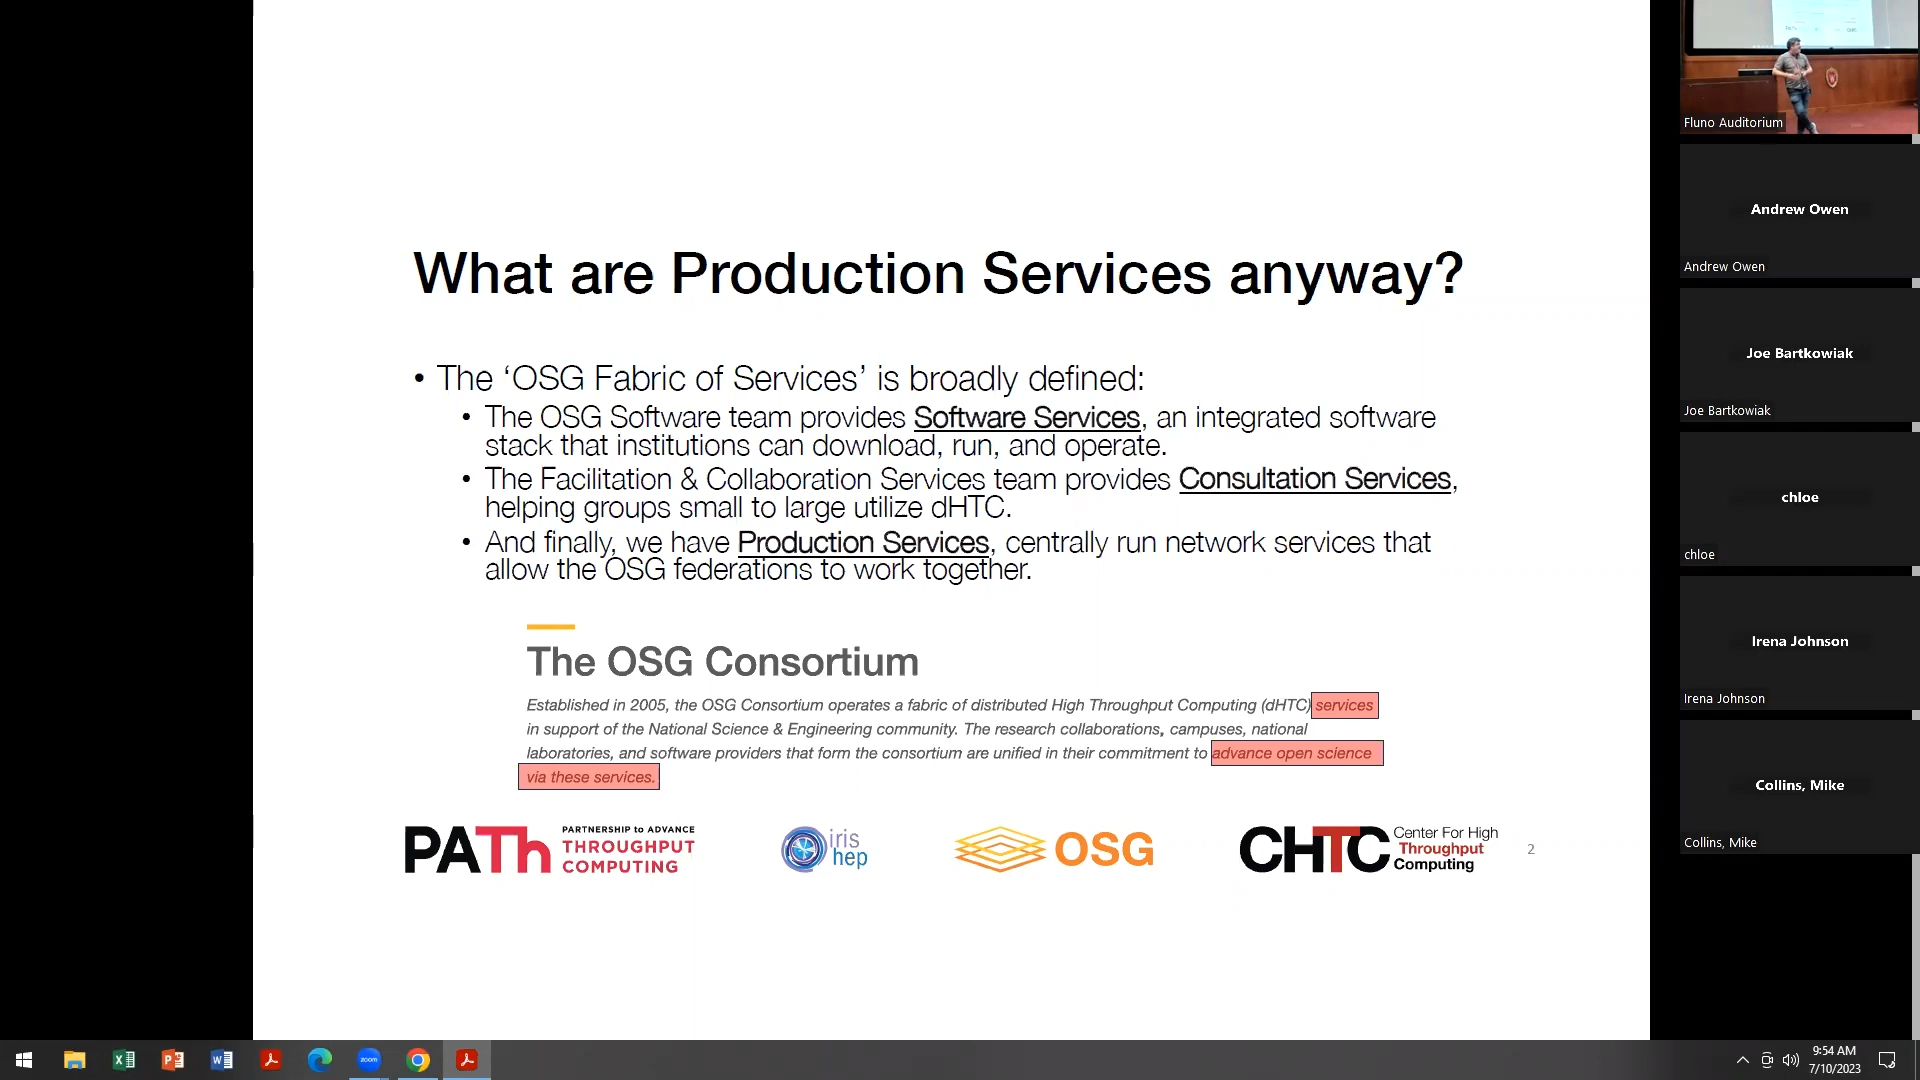 What are Production Services anyway?
• The ‘OSG Fabric of Services’ is broadly defined:
• The OSG Software team provides Software Services, an integrated software
stack that institutions can download, run, and operate.
• The Facilitation & Collaboration Services team provides Consultation Services,
helping groups small to large utilize dHTC.
• And finally, we have Production Services, centrally run network services that
allow the OSG federations to work together.
The OSG Consortium
Established in 2005, the OSG Consortium operates a fabric of distributed High Throughput Computing (dHTC) services
in support of the National Science & Engineering community. The research collaborations, campuses, national
laboratories, and software providers that form the consortium are unified in their commitment to advance open science
via these services.
PATh
PARTNERSHIP to ADVANCE
THROUGHPUT
COMPUTING
iris
hep
OSG
CHTC
Center For High
Throughput
Computing
2
Fluno Auditorium
Andrew Owen
Andrew Owen
Joe Bartkowiak
Joe Bartkowiak
chloe
chloe
Irena Johnson
Irena Johnson
Collins, Mike
Collins, Mike
zoom
9:54 AM
7/10/2023